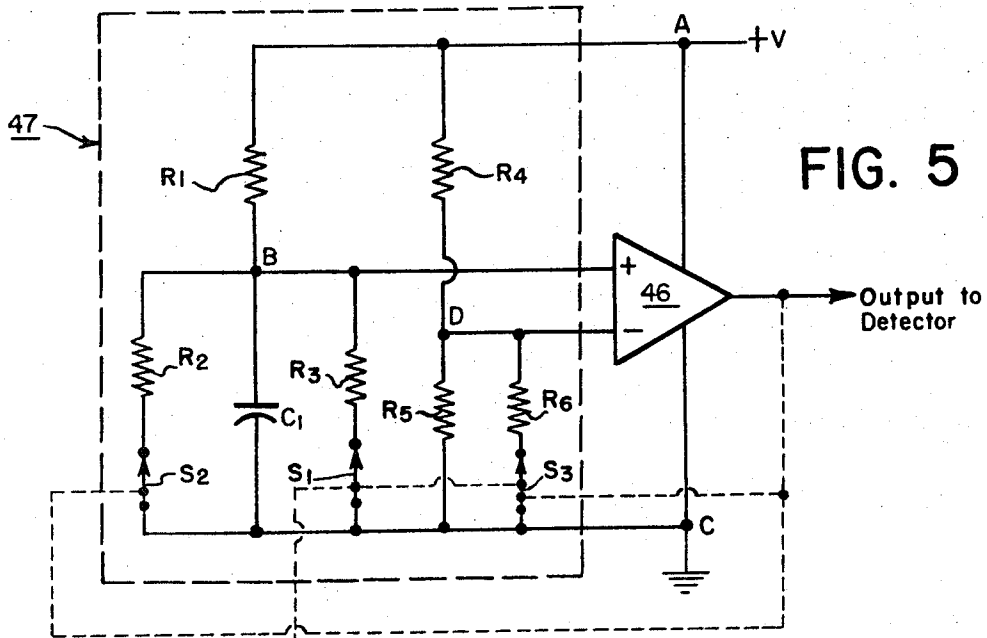 A
+V
47
R1
R4
FIG. 5
B
+
46
Output to
Detector
D
−
R2
R3
C1
R5
R6
S2
S1
S3
C